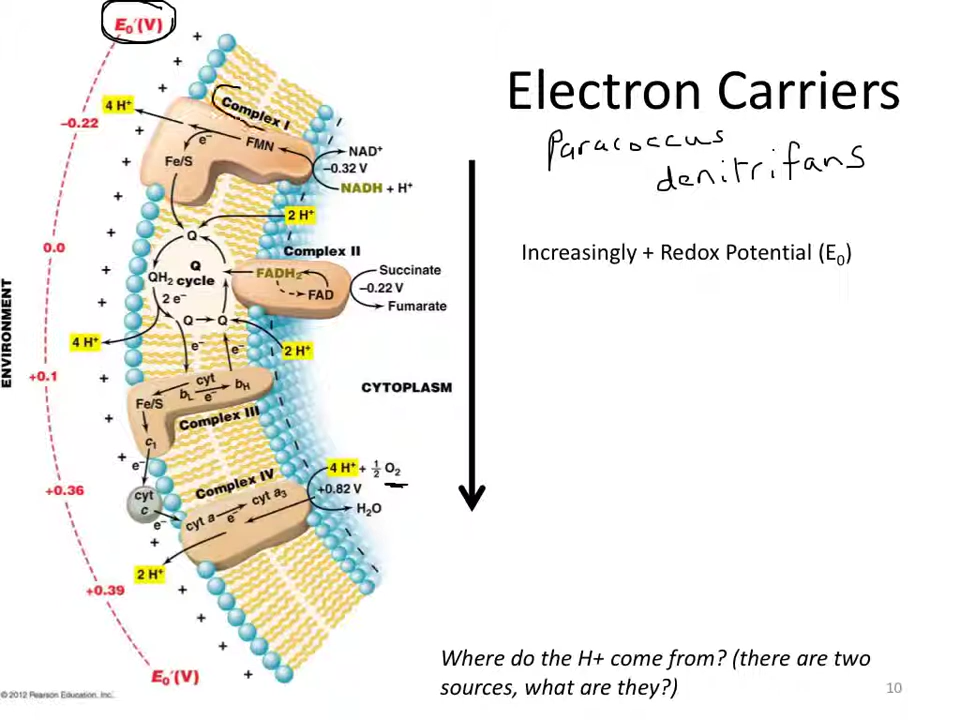 E₀′(V)
Electron Carriers
Paracoccus
denitrifans
Increasingly + Redox Potential (E₀)
Complex I
4 H⁺
–0.22
e⁻
FMN
Fe/S
NAD⁺
–0.32 V
NADH + H⁺
2 H⁺
Q
0.0
Complex II
Q
cycle
QH₂
2 e⁻
FADH₂
FAD
Succinate
–0.22 V
Fumarate
ENVIRONMENT
Q
Q
4 H⁺
e⁻
e⁻
2 H⁺
+0.1
CYTOPLASM
cyt
bL
e⁻
bH
Fe/S
Complex III
c₁
e⁻
+0.36
Complex IV
4 H⁺ + ½ O₂
+0.82 V
H₂O
cyt
c
e⁻
cyt a
e⁻
cyt a₃
2 H⁺
+0.39
E₀′(V)
Where do the H+ come from? (there are two
sources, what are they?)
10
© 2012 Pearson Education, Inc.